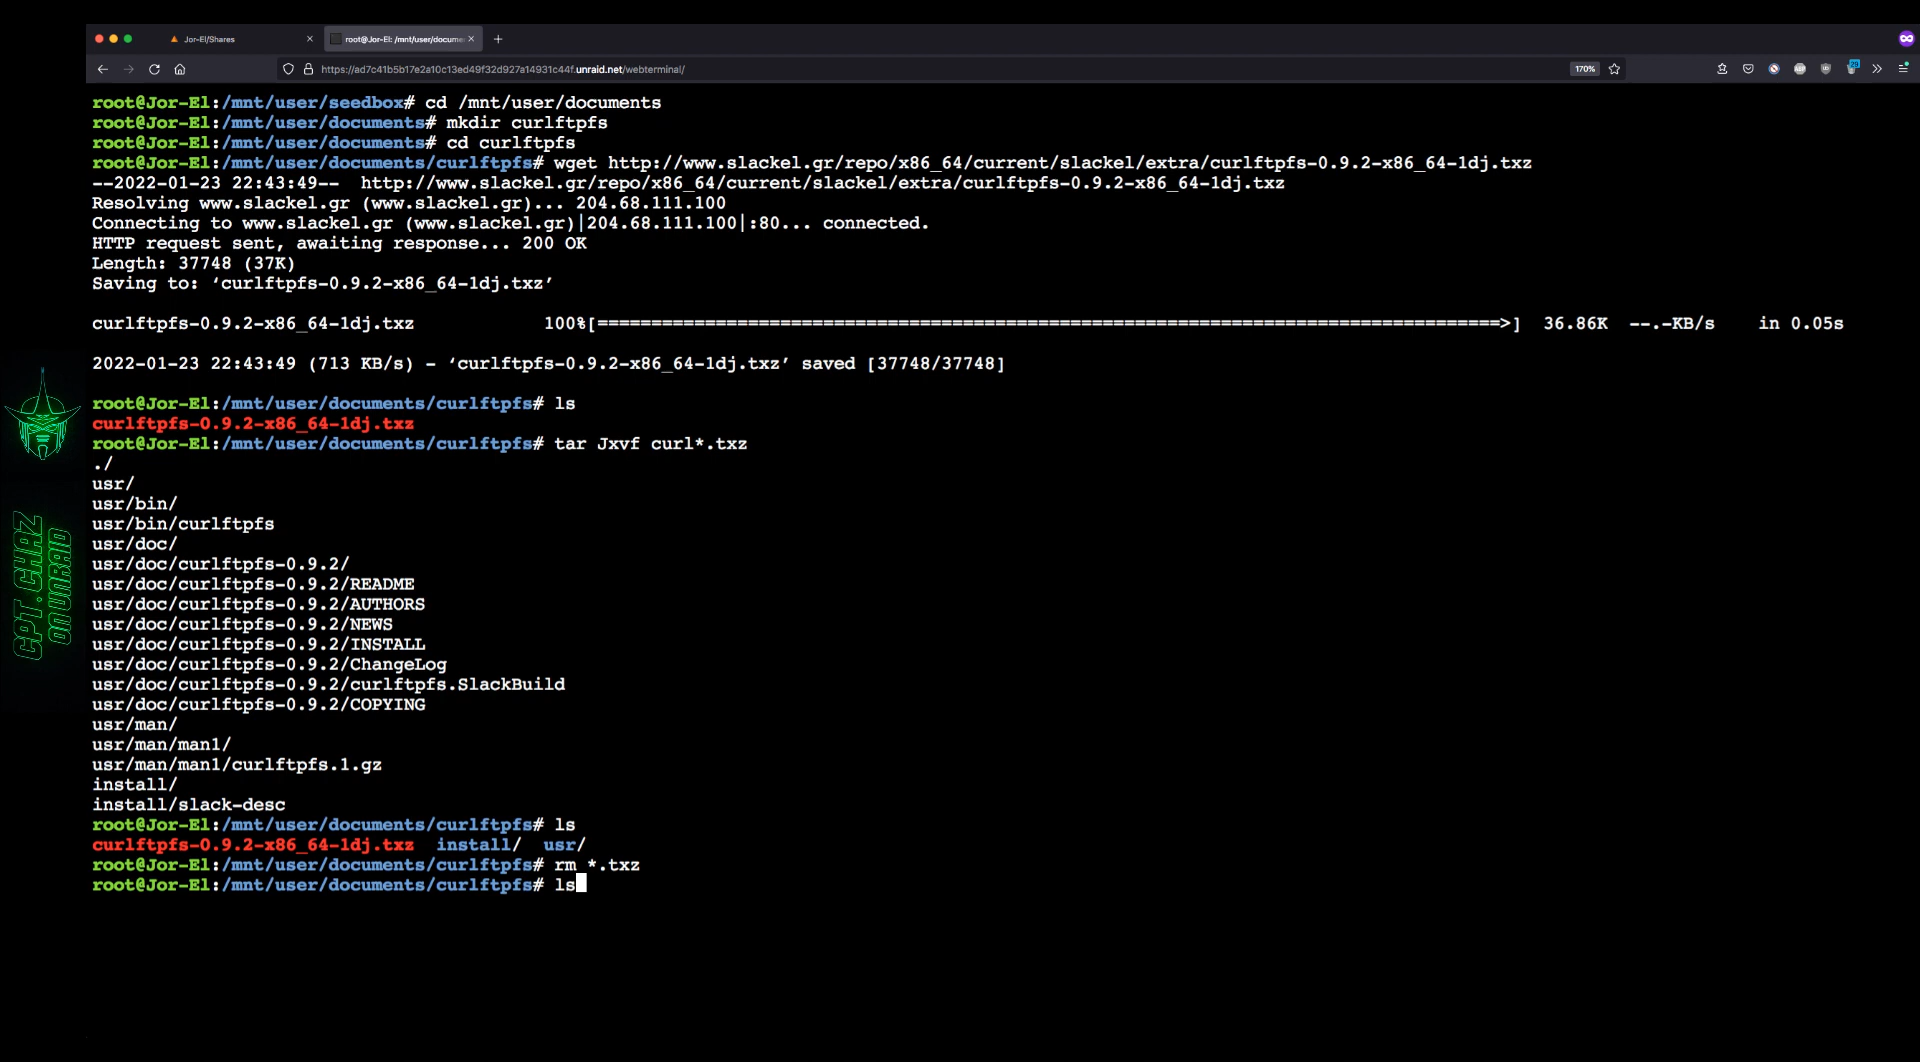 Jor-El/Shares
root@Jor-El: /mnt/user/docume
https://ad7c41b5b17e2a10c13ed49f32d927a14931c44f.unraid.net/webterminal/
170%
root@Jor-El:/mnt/user/seedbox# cd /mnt/user/documents
root@Jor-El:/mnt/user/documents# mkdir curlftpfs
root@Jor-El:/mnt/user/documents# cd curlftpfs
root@Jor-El:/mnt/user/documents/curlftpfs# wget http://www.slackel.gr/repo/x86_64/current/slackel/extra/curlftpfs-0.9.2-x86_64-1dj.txz
--2022-01-23 22:43:49--  http://www.slackel.gr/repo/x86_64/current/slackel/extra/curlftpfs-0.9.2-x86_64-1dj.txz
Resolving www.slackel.gr (www.slackel.gr)... 204.68.111.100
Connecting to www.slackel.gr (www.slackel.gr)|204.68.111.100|:80... connected.
HTTP request sent, awaiting response... 200 OK
Length: 37748 (37K)
Saving to: ‘curlftpfs-0.9.2-x86_64-1dj.txz’
curlftpfs-0.9.2-x86_64-1dj.txz 100%[====================================================================================>] 36.86K --.-KB/s in 0.05s
2022-01-23 22:43:49 (713 KB/s) - ‘curlftpfs-0.9.2-x86_64-1dj.txz’ saved [37748/37748]
root@Jor-El:/mnt/user/documents/curlftpfs# ls
curlftpfs-0.9.2-x86_64-1dj.txz
root@Jor-El:/mnt/user/documents/curlftpfs# tar Jxvf curl*.txz
./
usr/
usr/bin/
usr/bin/curlftpfs
usr/doc/
usr/doc/curlftpfs-0.9.2/
usr/doc/curlftpfs-0.9.2/README
usr/doc/curlftpfs-0.9.2/AUTHORS
usr/doc/curlftpfs-0.9.2/NEWS
usr/doc/curlftpfs-0.9.2/INSTALL
usr/doc/curlftpfs-0.9.2/ChangeLog
usr/doc/curlftpfs-0.9.2/curlftpfs.SlackBuild
usr/doc/curlftpfs-0.9.2/COPYING
usr/man/
usr/man/man1/
usr/man/man1/curlftpfs.1.gz
install/
install/slack-desc
root@Jor-El:/mnt/user/documents/curlftpfs# ls
curlftpfs-0.9.2-x86_64-1dj.txz  install/  usr/
root@Jor-El:/mnt/user/documents/curlftpfs# rm *.txz
root@Jor-El:/mnt/user/documents/curlftpfs# ls
CPT.CHAZ
ON UNRAID